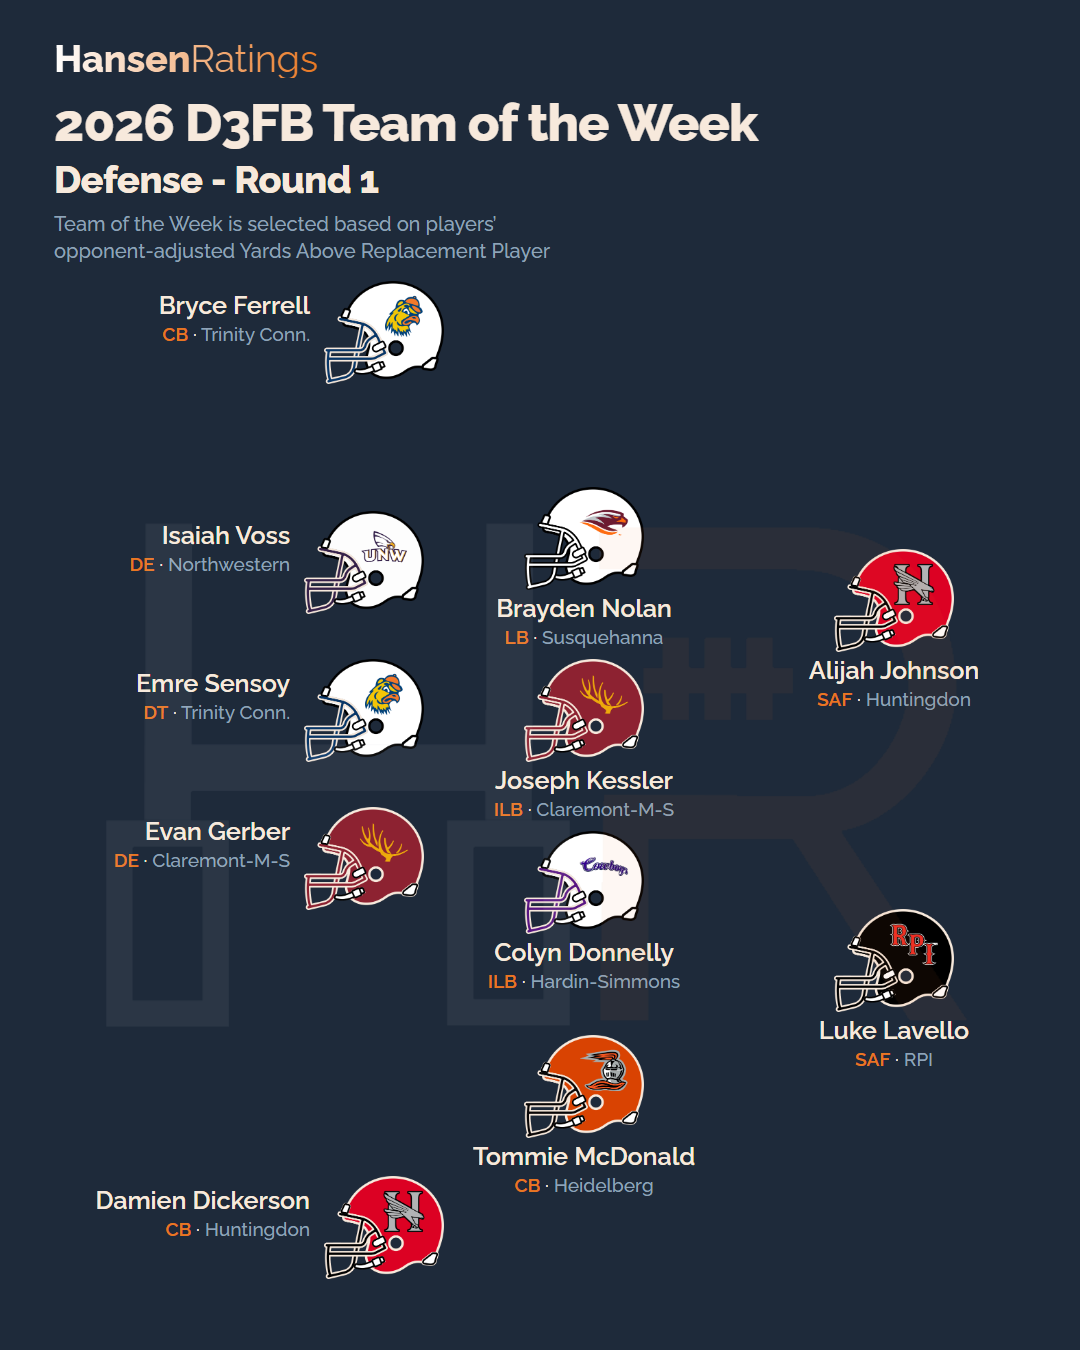 HansenRatings
2026 D3FB Team of the Week
Defense - Round 1
Team of the Week is selected based on players'
opponent-adjusted Yards Above Replacement Player
Bryce Ferrell
CB · Trinity Conn.
Isaiah Voss
DE · Northwestern
UNW
Brayden Nolan
LB · Susquehanna
H
Alijah Johnson
SAF · Huntingdon
Emre Sensoy
DT · Trinity Conn.
Joseph Kessler
ILB · Claremont-M-S
Evan Gerber
DE · Claremont-M-S
Cowboys
Colyn Donnelly
ILB · Hardin-Simmons
RPI
Luke Lavello
SAF · RPI
Tommie McDonald
CB · Heidelberg
Damien Dickerson
CB · Huntingdon
H
HR